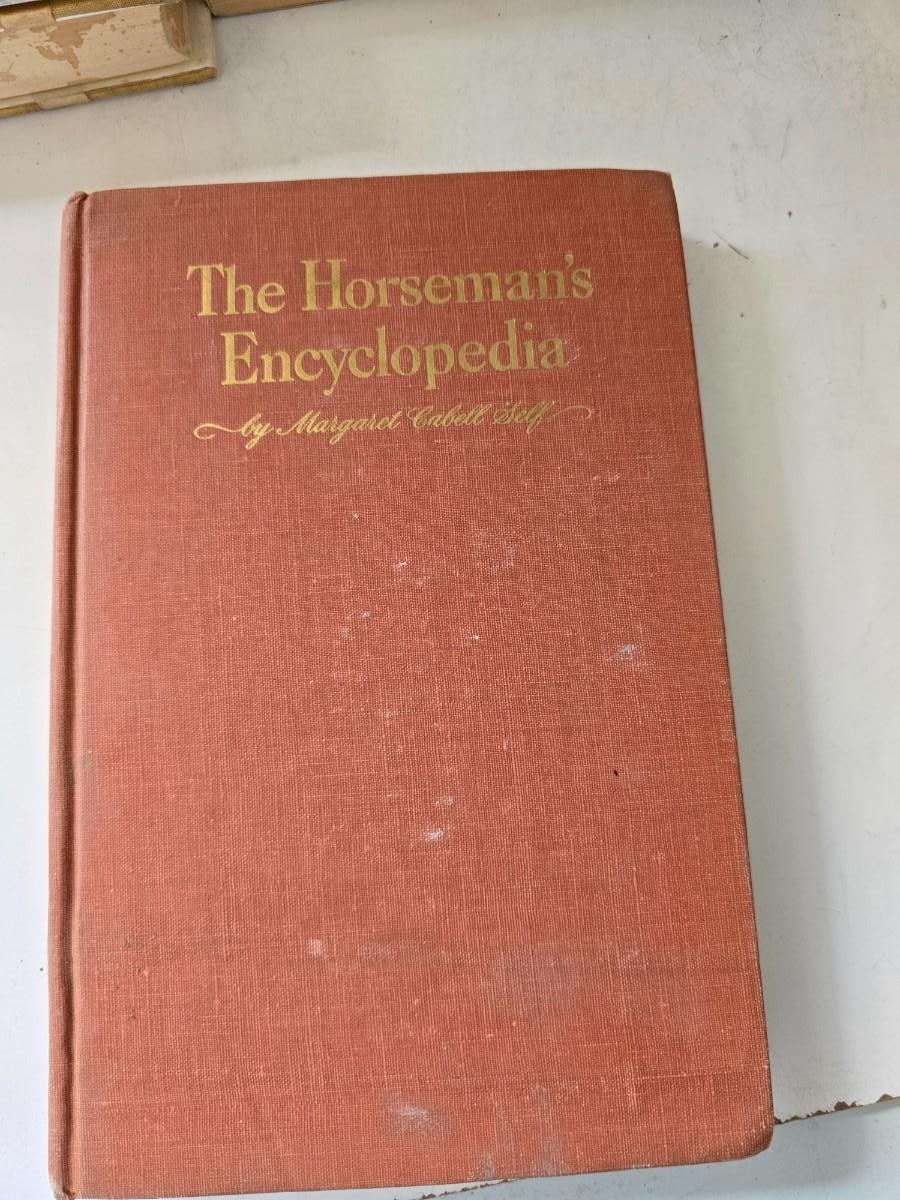 The Horseman's
Encyclopedia
by Margaret Cabell Self